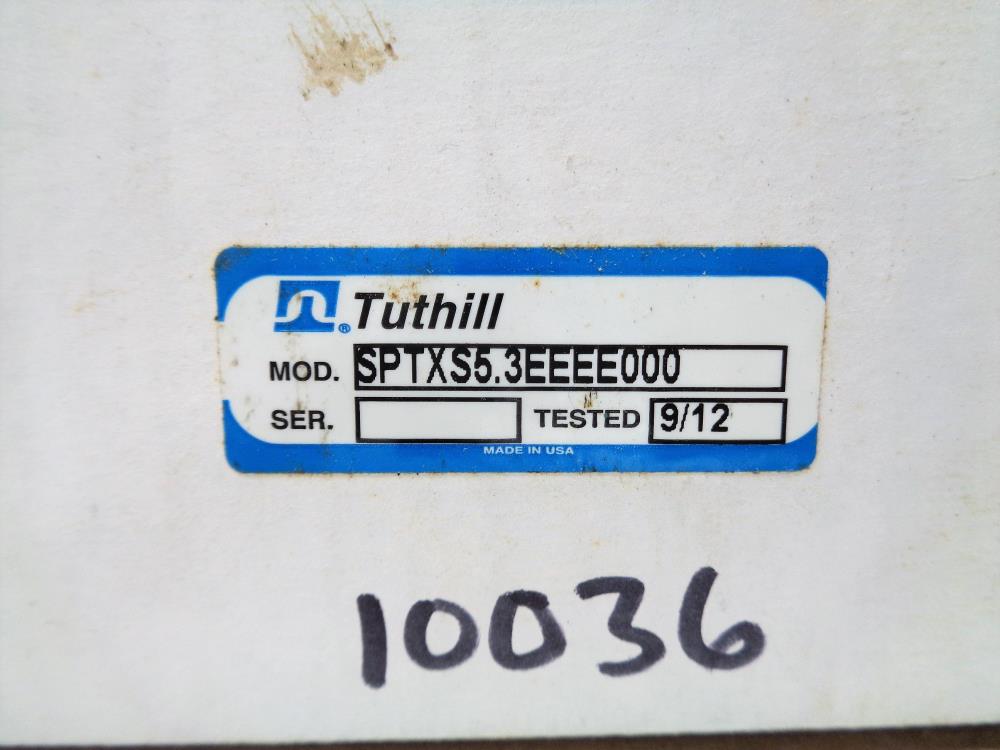 ® Tuthill
MOD. SPTXS5.3EEEE000
SER. TESTED 9/12
MADE IN USA
10036